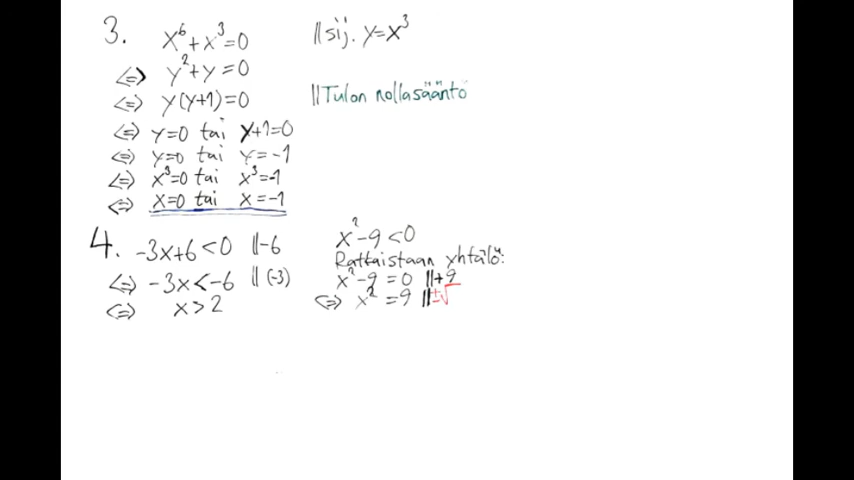 3. x⁶+x³=0 ||sij. y=x³
<=> y²+y=0
<=> y(y+1)=0 ||Tulon nollasääntö
<=> y=0 tai y+1=0
<=> y=0 tai y=-1
<=> x³=0 tai x³=-1
<=> x=0 tai x=-1
4. -3x+6<0 ||-6
<=> -3x<-6 ||(-3)
<=> x>2
x²-9<0
Ratkaistaan yhtälö:
x²-9=0 ||+9
<=> x²=9 ||±√